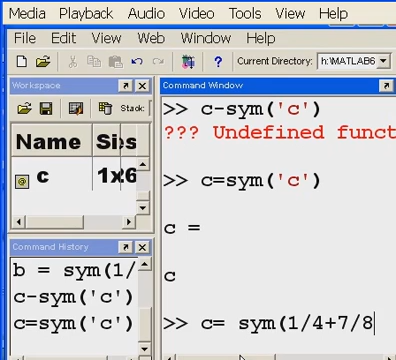 Media Playback Audio Video Tools View Help
File Edit View Web Window Help
Current Directory: h:\MATLAB6
Workspace
Command Window
Stack:
>> c-sym('c')
??? Undefined funct
Name
c 1x6
>> c=sym('c')
c =
c
Command History
b = sym(1/
c-sym('c')
c=sym('c')
>> c= sym(1/4+7/8